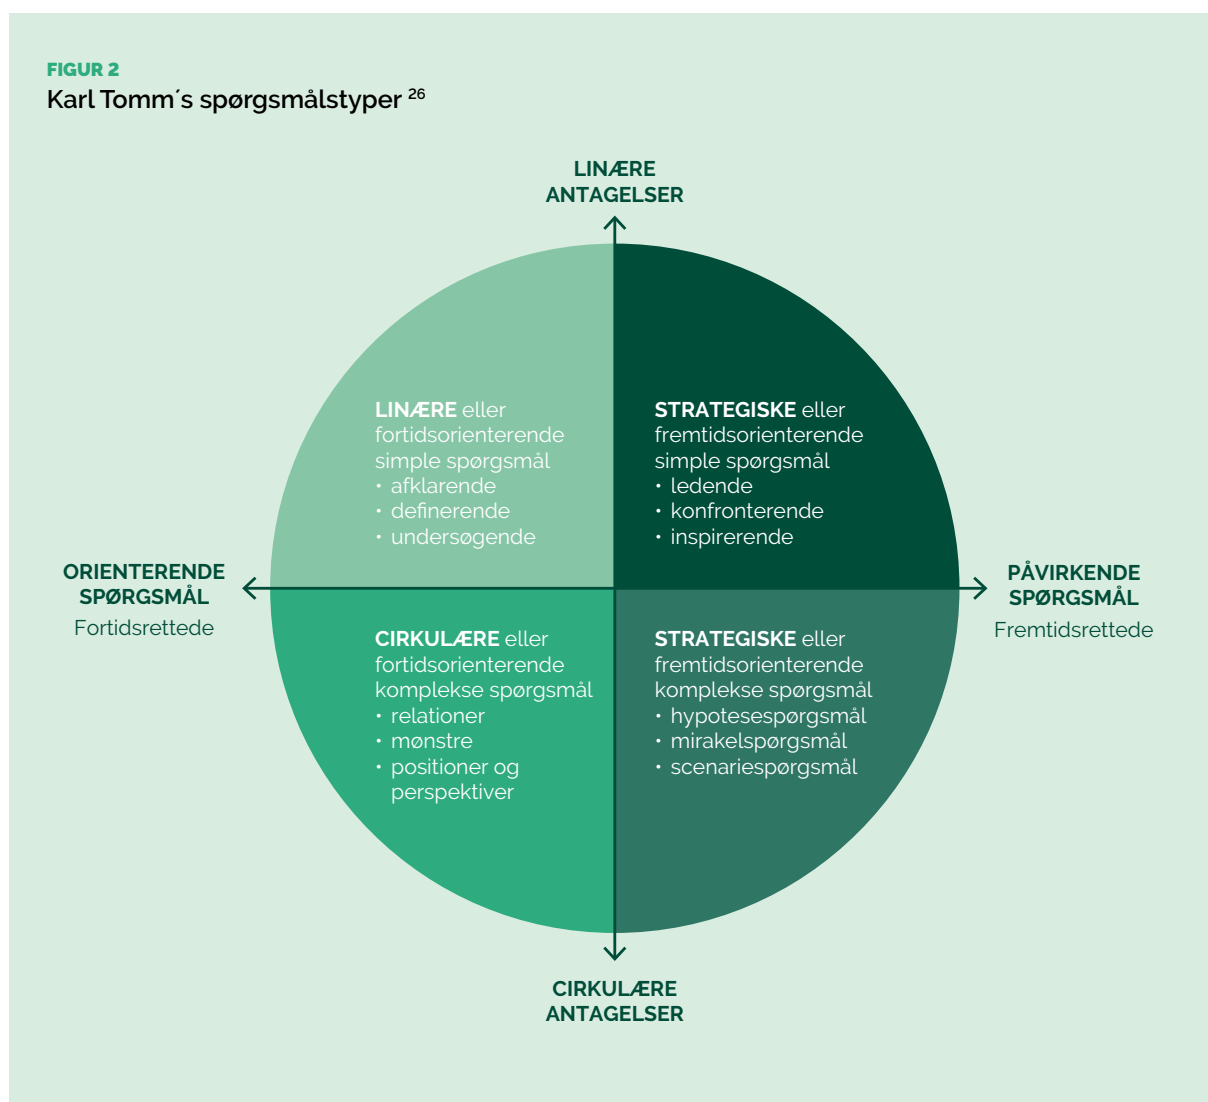 FIGUR 2
Karl Tomm´s spørgsmålstyper 26
LINÆRE
ANTAGELSER
LINÆRE eller
fortidsorienterende
simple spørgsmål
• afklarende
• definerende
• undersøgende
STRATEGISKE eller
fremtidsorienterende
simple spørgsmål
• ledende
• konfronterende
• inspirerende
ORIENTERENDE
SPØRGSMÅL
Fortidsrettede
PÅVIRKENDE
SPØRGSMÅL
Fremtidsrettede
CIRKULÆRE eller
fortidsorienterende
komplekse spørgsmål
• relationer
• mønstre
• positioner og
perspektiver
STRATEGISKE eller
fremtidsorienterende
komplekse spørgsmål
• hypotesespørgsmål
• mirakelspørgsmål
• scenariespørgsmål
CIRKULÆRE
ANTAGELSER